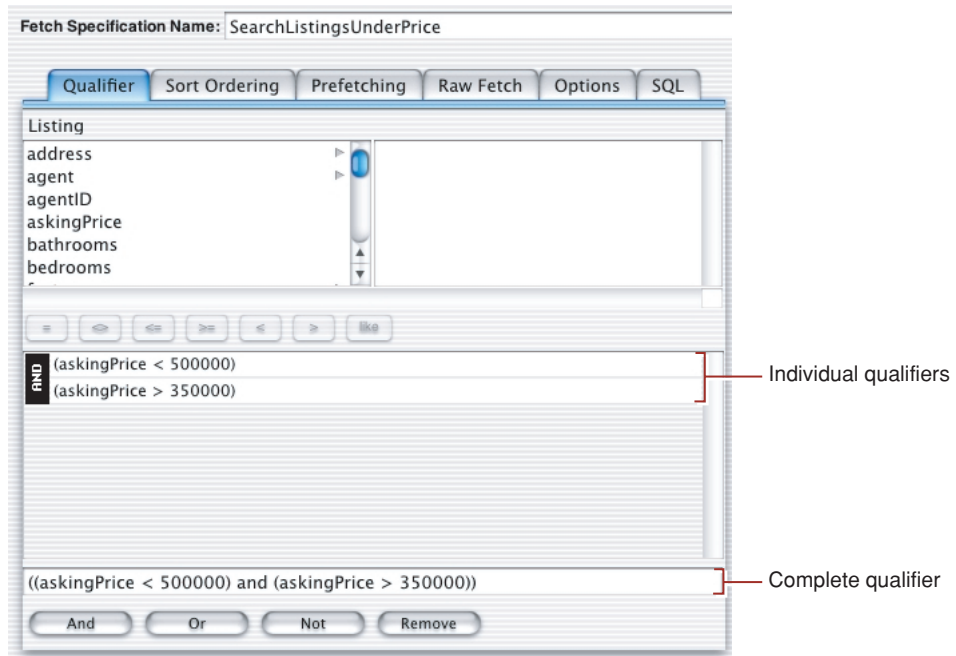 Fetch Specification Name: SearchListingsUnderPrice
Qualifier Sort Ordering Prefetching Raw Fetch Options SQL
Listing
address
agent
agentID
askingPrice
bathrooms
bedrooms
= <> <= >= < > like
AND
(askingPrice < 500000)
(askingPrice > 350000)
Individual qualifiers
((askingPrice < 500000) and (askingPrice > 350000))
Complete qualifier
And Or Not Remove